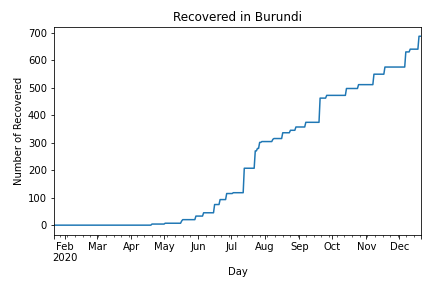 Recovered in Burundi
Number of Recovered
700
600
500
400
300
200
100
0
Feb Mar Apr May Jun Jul Aug Sep Oct Nov Dec
2020
Day